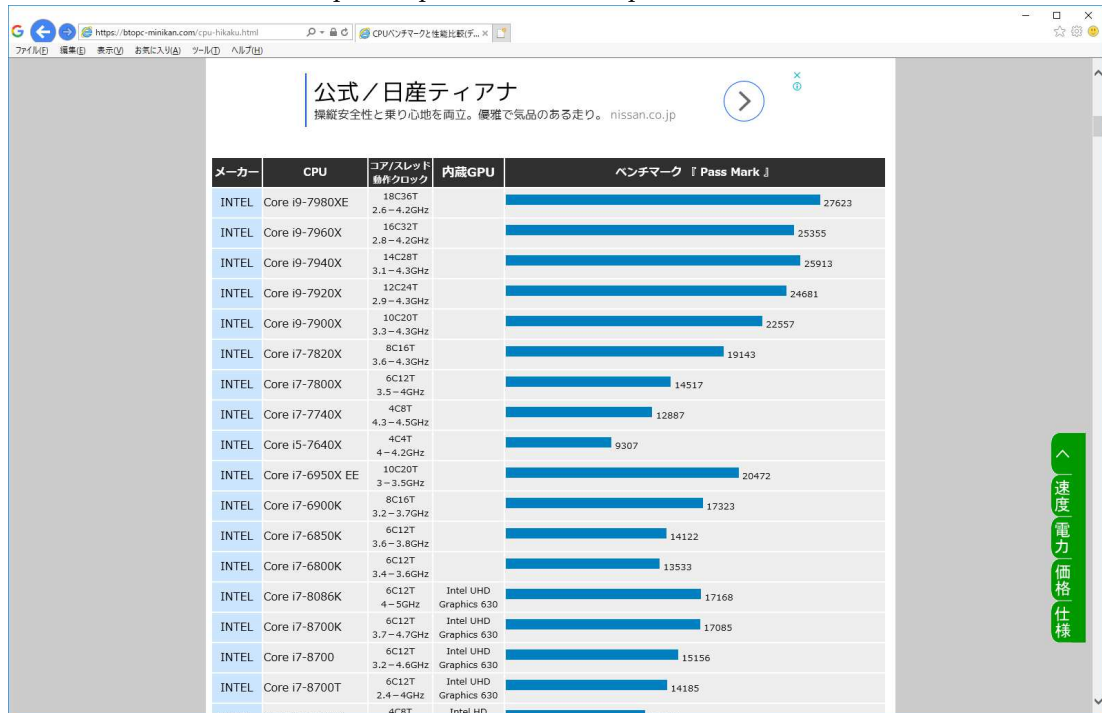 https://btopc-minikan.com/cpu-hikaku.html
CPUベンチマークと性能比較(デ...
ファイル(F) 編集(E) 表示(V) お気に入り(A) ツール(T) ヘルプ(H)
公式/日産ティアナ
操縦安全性と乗り心地を両立。優雅で気品のある走り。 nissan.co.jp
メーカー CPU コア/スレッド 動作クロック 内蔵GPU ベンチマーク 『 Pass Mark 』
INTEL Core i9-7980XE 18C36T 2.6−4.2GHz 27623
INTEL Core i9-7960X 16C32T 2.8−4.2GHz 25355
INTEL Core i9-7940X 14C28T 3.1−4.3GHz 25913
INTEL Core i9-7920X 12C24T 2.9−4.3GHz 24681
INTEL Core i9-7900X 10C20T 3.3−4.3GHz 22557
INTEL Core i7-7820X 8C16T 3.6−4.3GHz 19143
INTEL Core i7-7800X 6C12T 3.5−4GHz 14517
INTEL Core i7-7740X 4C8T 4.3−4.5GHz 12887
INTEL Core i5-7640X 4C4T 4−4.2GHz 9307
INTEL Core i7-6950X EE 10C20T 3−3.5GHz 20472
INTEL Core i7-6900K 8C16T 3.2−3.7GHz 17323
INTEL Core i7-6850K 6C12T 3.6−3.8GHz 14122
INTEL Core i7-6800K 6C12T 3.4−3.6GHz 13533
INTEL Core i7-8086K 6C12T 4−5GHz Intel UHD Graphics 630 17168
INTEL Core i7-8700K 6C12T 3.7−4.7GHz Intel UHD Graphics 630 17085
INTEL Core i7-8700 6C12T 3.2−4.6GHz Intel UHD Graphics 630 15156
INTEL Core i7-8700T 6C12T 2.4−4GHz Intel UHD Graphics 630 14185
4C8T Intel HD
速度
電力
価格
仕様